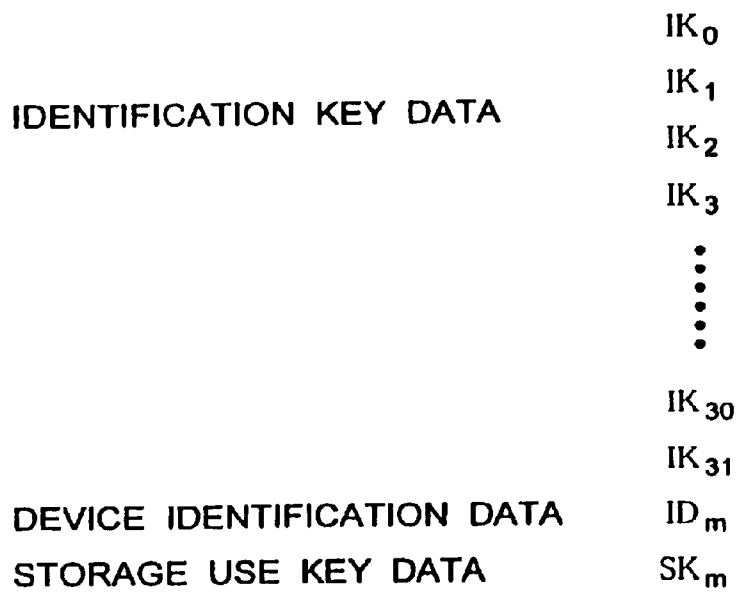 IK0
IK1
IDENTIFICATION KEY DATA
IK2
IK3
IK30
IK31
DEVICE IDENTIFICATION DATA IDm
STORAGE USE KEY DATA SKm